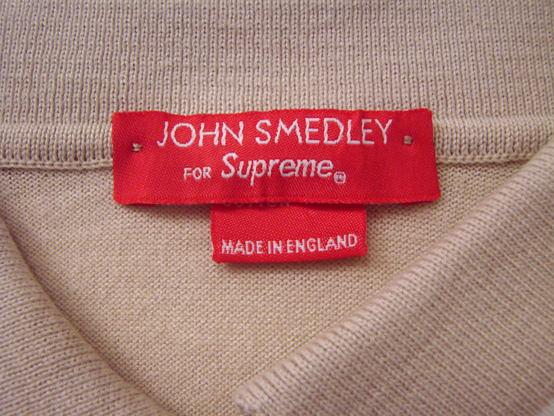 JOHN SMEDLEY
FOR Supreme®
MADE IN ENGLAND